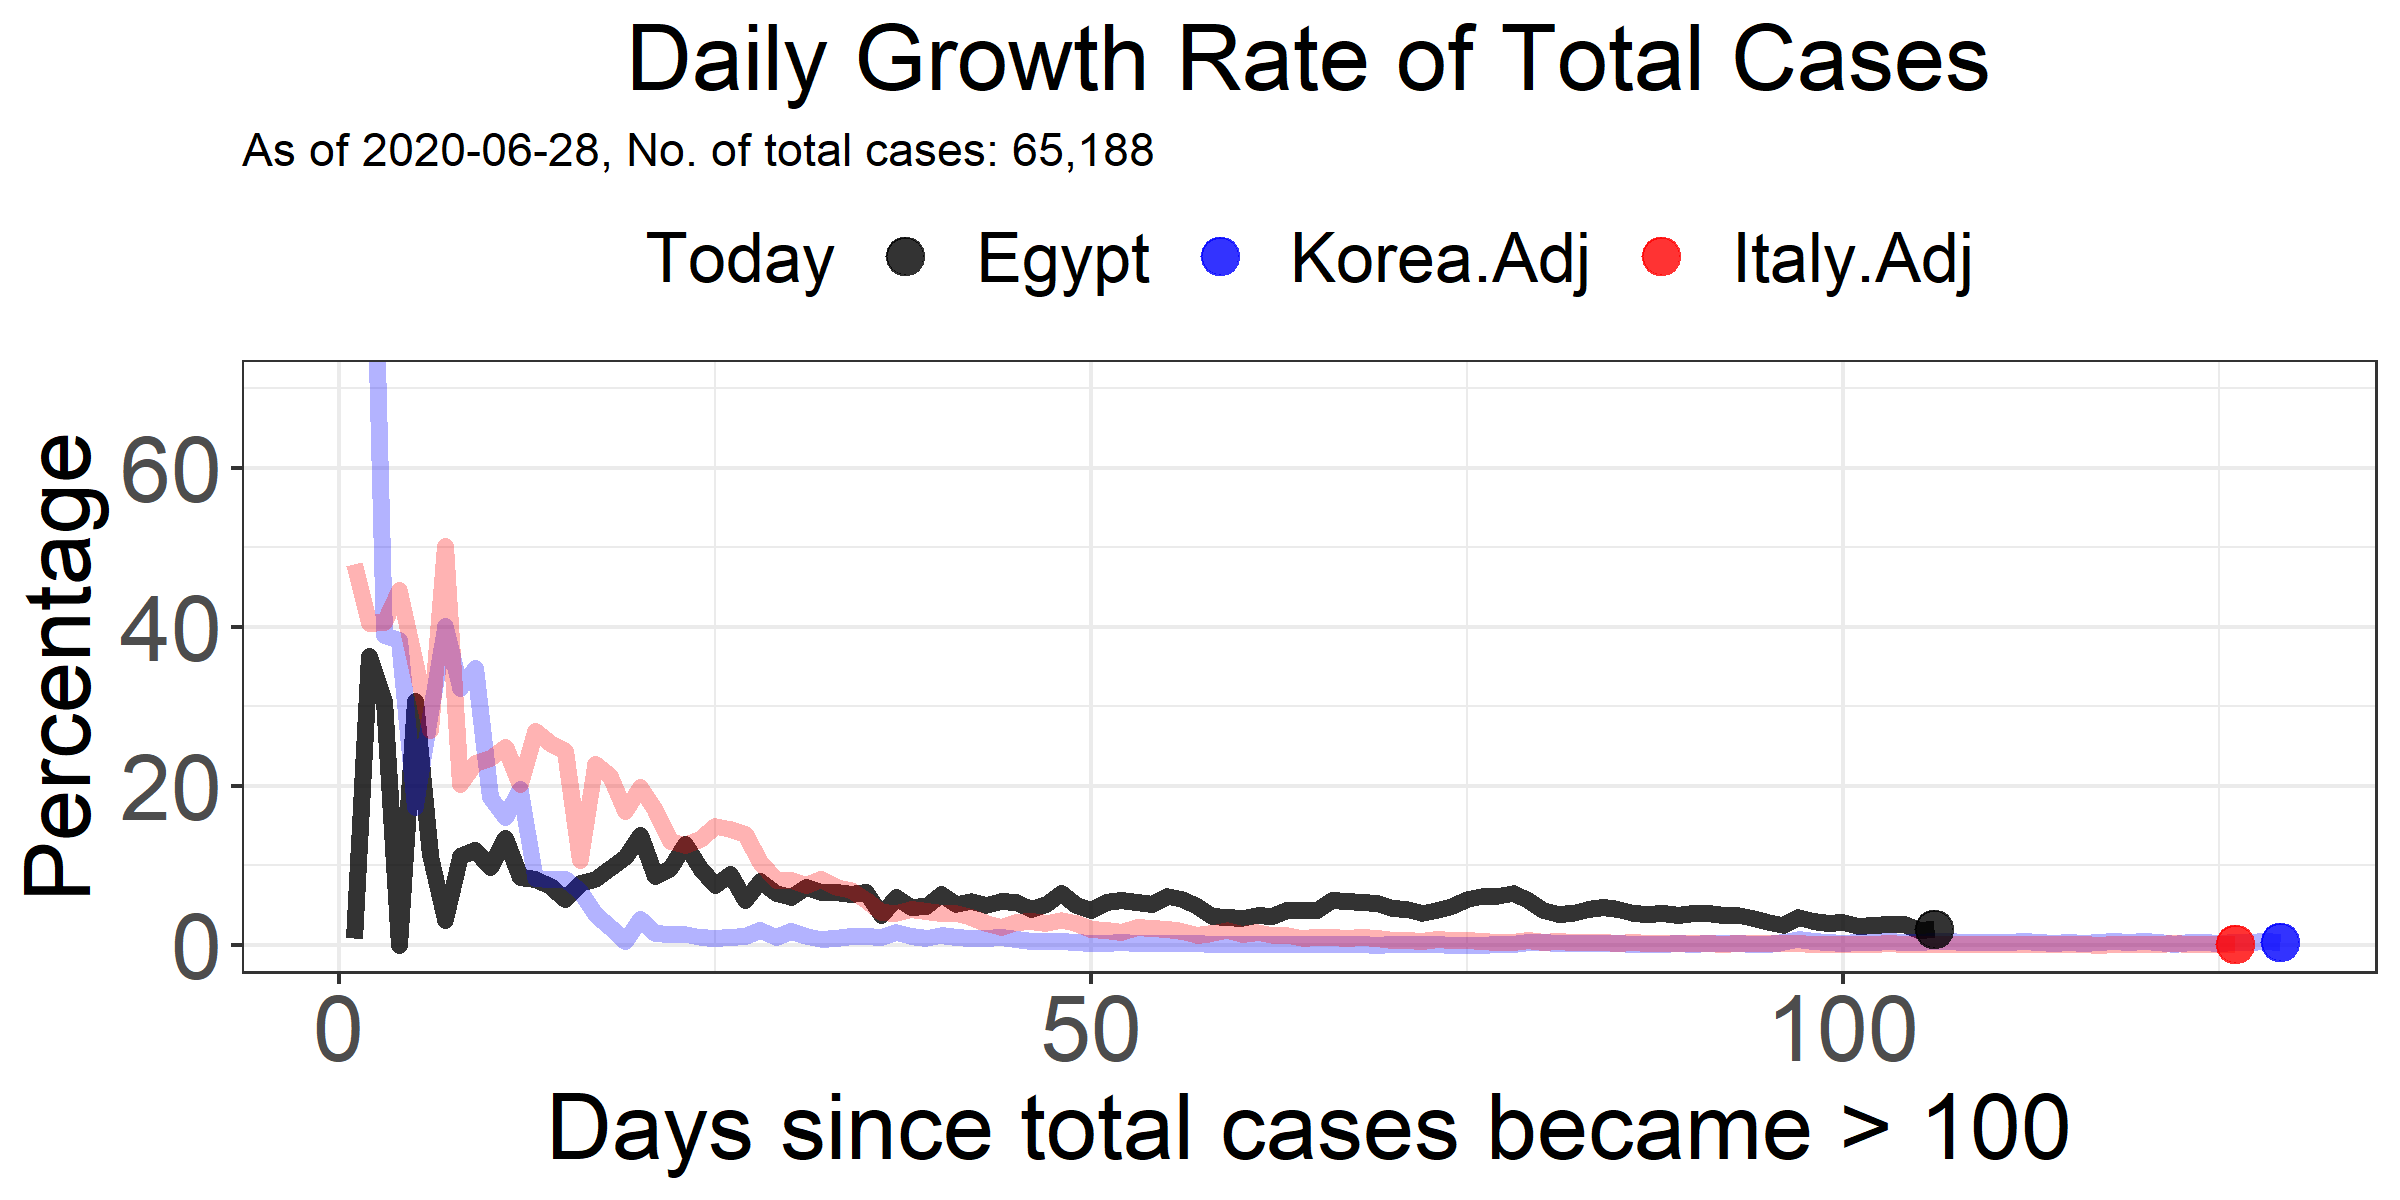 Daily Growth Rate of Total Cases
As of 2020-06-28, No. of total cases: 65,188
Today Egypt Korea.Adj Italy.Adj
Percentage
60
40
20
0
0 50 100
Days since total cases became > 100